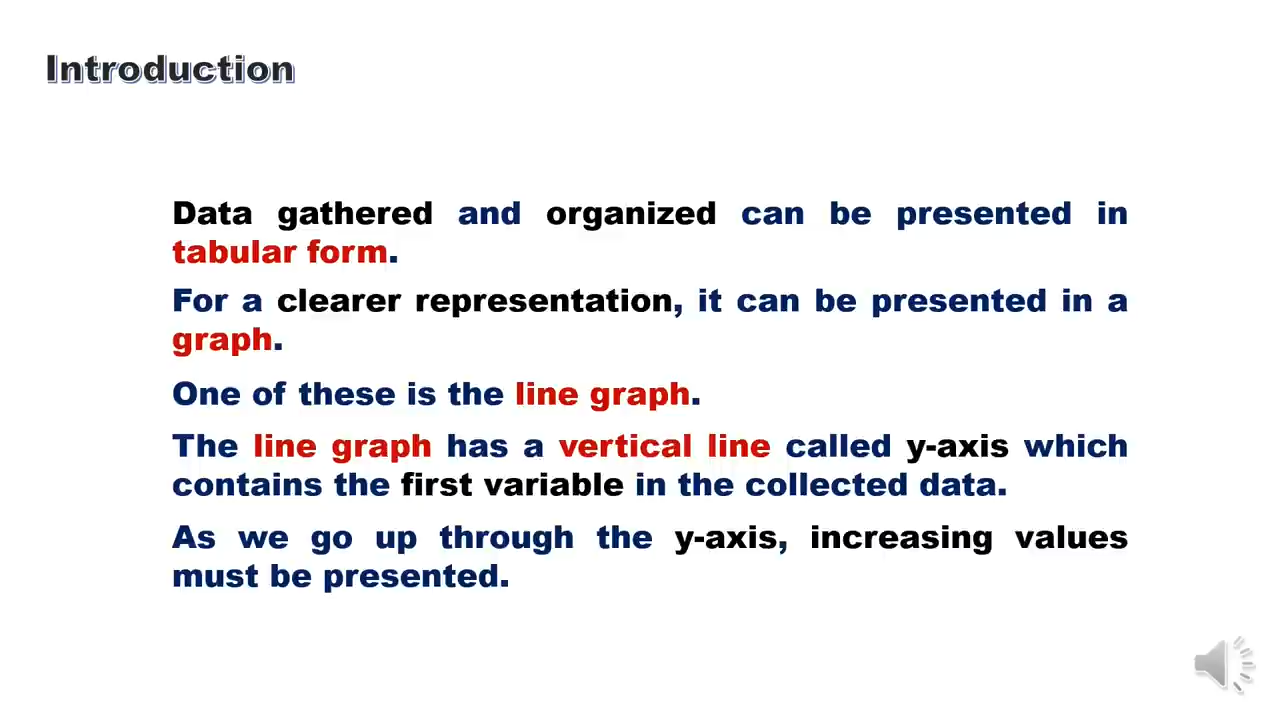 Introduction
Data gathered and organized can be presented in
tabular form.
For a clearer representation, it can be presented in a
graph.
One of these is the line graph.
The line graph has a vertical line called y-axis which
contains the first variable in the collected data.
As we go up through the y-axis, increasing values
must be presented.